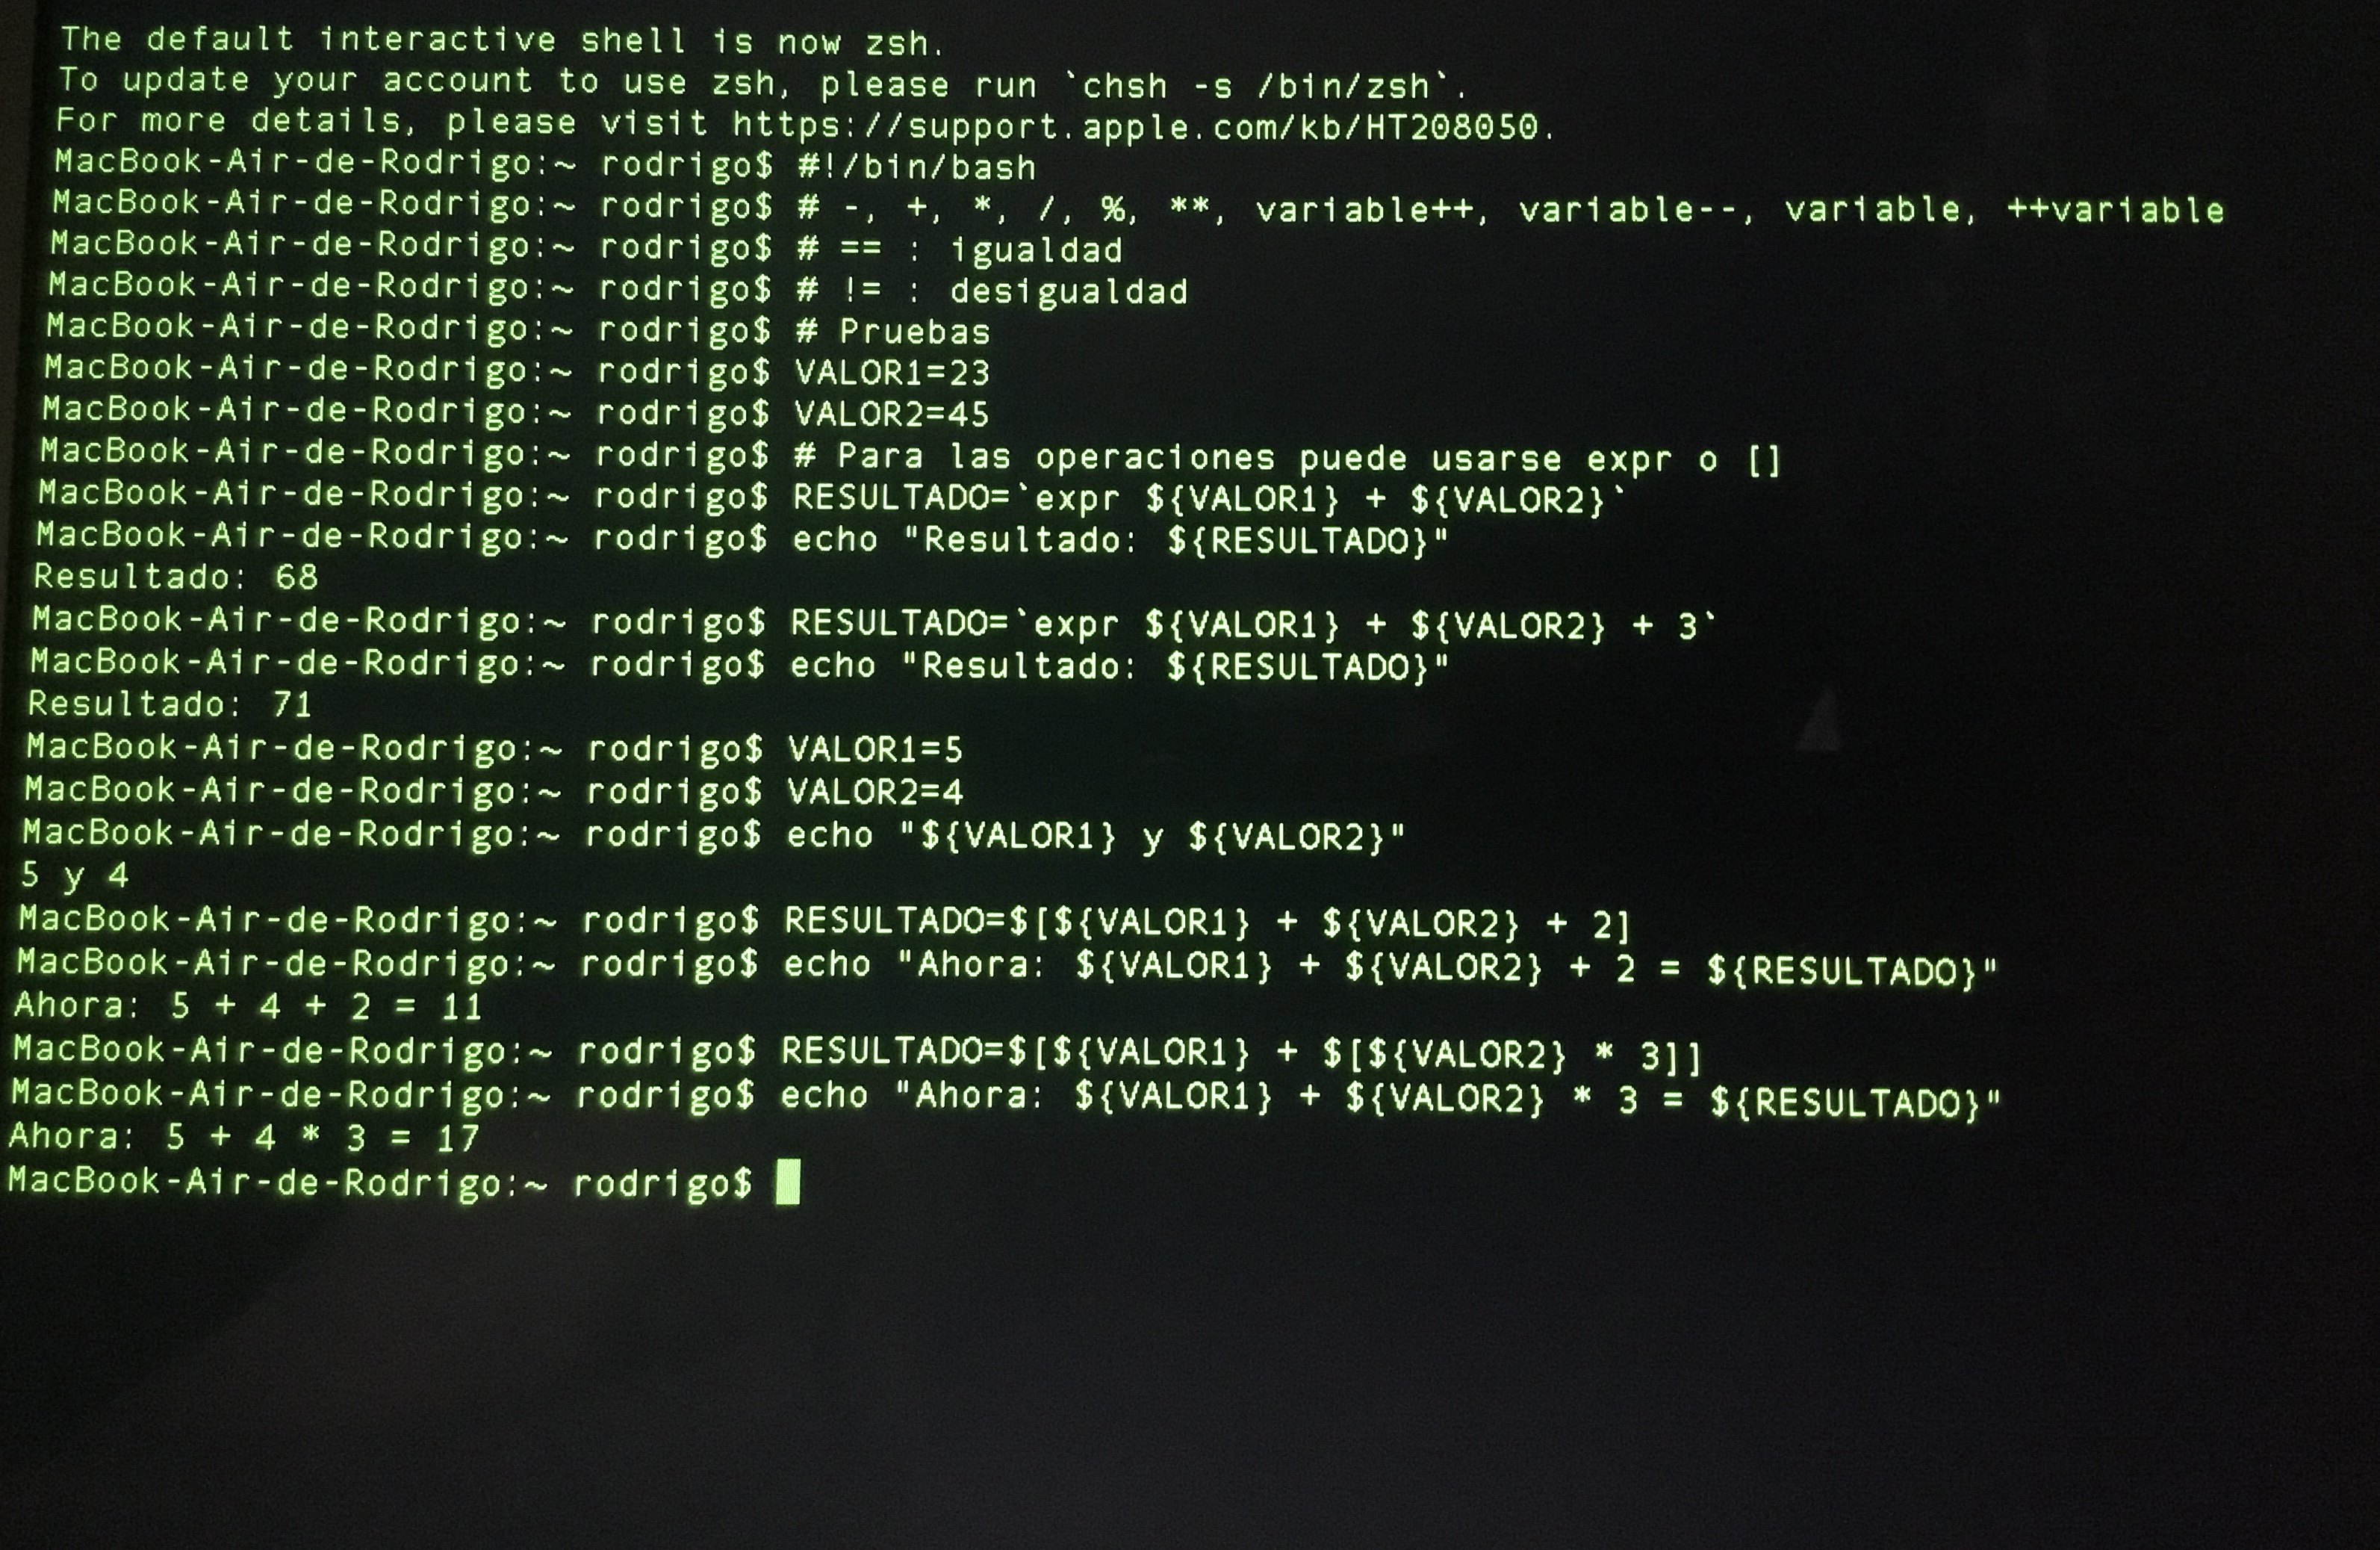 The default interactive shell is now zsh.
To update your account to use zsh, please run `chsh -s /bin/zsh`.
For more details, please visit https://support.apple.com/kb/HT208050.
MacBook-Air-de-Rodrigo:~ rodrigo$ #!/bin/bash
MacBook-Air-de-Rodrigo:~ rodrigo$ # -, +, *, /, %, **, variable++, variable--, variable, ++variable
MacBook-Air-de-Rodrigo:~ rodrigo$ # == : igualdad
MacBook-Air-de-Rodrigo:~ rodrigo$ # != : desigualdad
MacBook-Air-de-Rodrigo:~ rodrigo$ # Pruebas
MacBook-Air-de-Rodrigo:~ rodrigo$ VALOR1=23
MacBook-Air-de-Rodrigo:~ rodrigo$ VALOR2=45
MacBook-Air-de-Rodrigo:~ rodrigo$ # Para las operaciones puede usarse expr o []
MacBook-Air-de-Rodrigo:~ rodrigo$ RESULTADO=`expr ${VALOR1} + ${VALOR2}`
MacBook-Air-de-Rodrigo:~ rodrigo$ echo "Resultado: ${RESULTADO}"
Resultado: 68
MacBook-Air-de-Rodrigo:~ rodrigo$ RESULTADO=`expr ${VALOR1} + ${VALOR2} + 3`
MacBook-Air-de-Rodrigo:~ rodrigo$ echo "Resultado: ${RESULTADO}"
Resultado: 71
MacBook-Air-de-Rodrigo:~ rodrigo$ VALOR1=5
MacBook-Air-de-Rodrigo:~ rodrigo$ VALOR2=4
MacBook-Air-de-Rodrigo:~ rodrigo$ echo "${VALOR1} y ${VALOR2}"
5 y 4
MacBook-Air-de-Rodrigo:~ rodrigo$ RESULTADO=$[${VALOR1} + ${VALOR2} + 2]
MacBook-Air-de-Rodrigo:~ rodrigo$ echo "Ahora: ${VALOR1} + ${VALOR2} + 2 = ${RESULTADO}"
Ahora: 5 + 4 + 2 = 11
MacBook-Air-de-Rodrigo:~ rodrigo$ RESULTADO=$[${VALOR1} + $[${VALOR2} * 3]]
MacBook-Air-de-Rodrigo:~ rodrigo$ echo "Ahora: ${VALOR1} + ${VALOR2} * 3 = ${RESULTADO}"
Ahora: 5 + 4 * 3 = 17
MacBook-Air-de-Rodrigo:~ rodrigo$